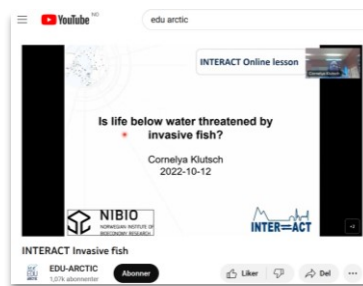 YouTube NO
edu arctic
INTERACT Online lesson
Is life below water threatened by
invasive fish?
Cornelya Klutsch
2022-10-12
NIBIO
NORWEGIAN INSTITUTE OF
BIOECONOMY RESEARCH
INTER=ACT
INTERACT Invasive fish
EDU-ARCTIC
1,07k abonnenter
Abonner
Liker
Del